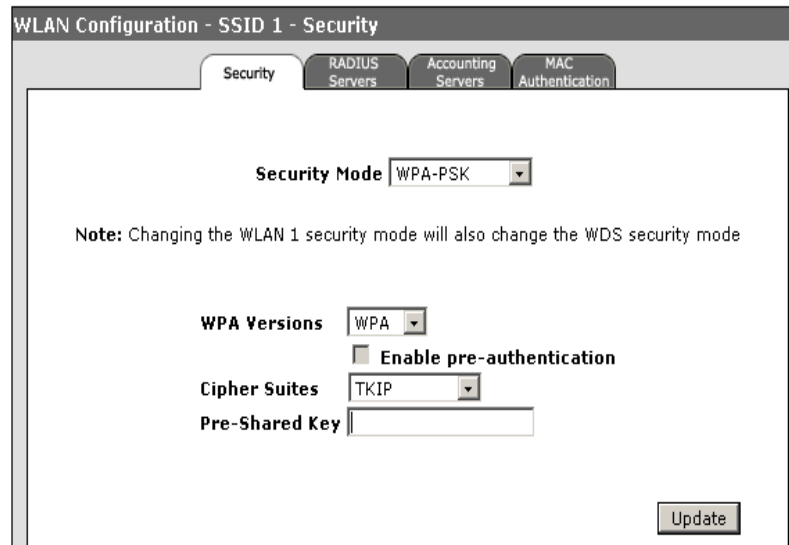 WLAN Configuration - SSID 1 - Security
Security
RADIUS Servers
Accounting Servers
MAC Authentication
Security Mode WPA-PSK
Note: Changing the WLAN 1 security mode will also change the WDS security mode
WPA Versions WPA
Enable pre-authentication
Cipher Suites TKIP
Pre-Shared Key
Update